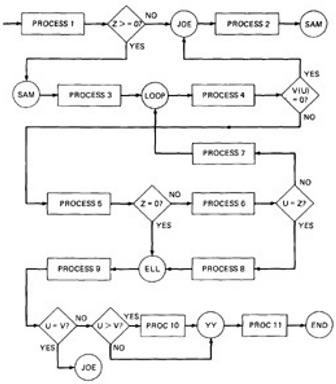 PROCESS 1
Z > = 0?
NO
JOE
PROCESS 2
SAM
YES
SAM
PROCESS 3
LOOP
PROCESS 4
V(U)
= 0?
YES
NO
PROCESS 7
PROCESS 5
Z = 0?
NO
PROCESS 6
U = Z?
NO
YES
YES
PROCESS 9
ELL
PROCESS 8
U = V?
NO
U > V?
YES
PROC 10
YY
PROC 11
END
YES
NO
JOE